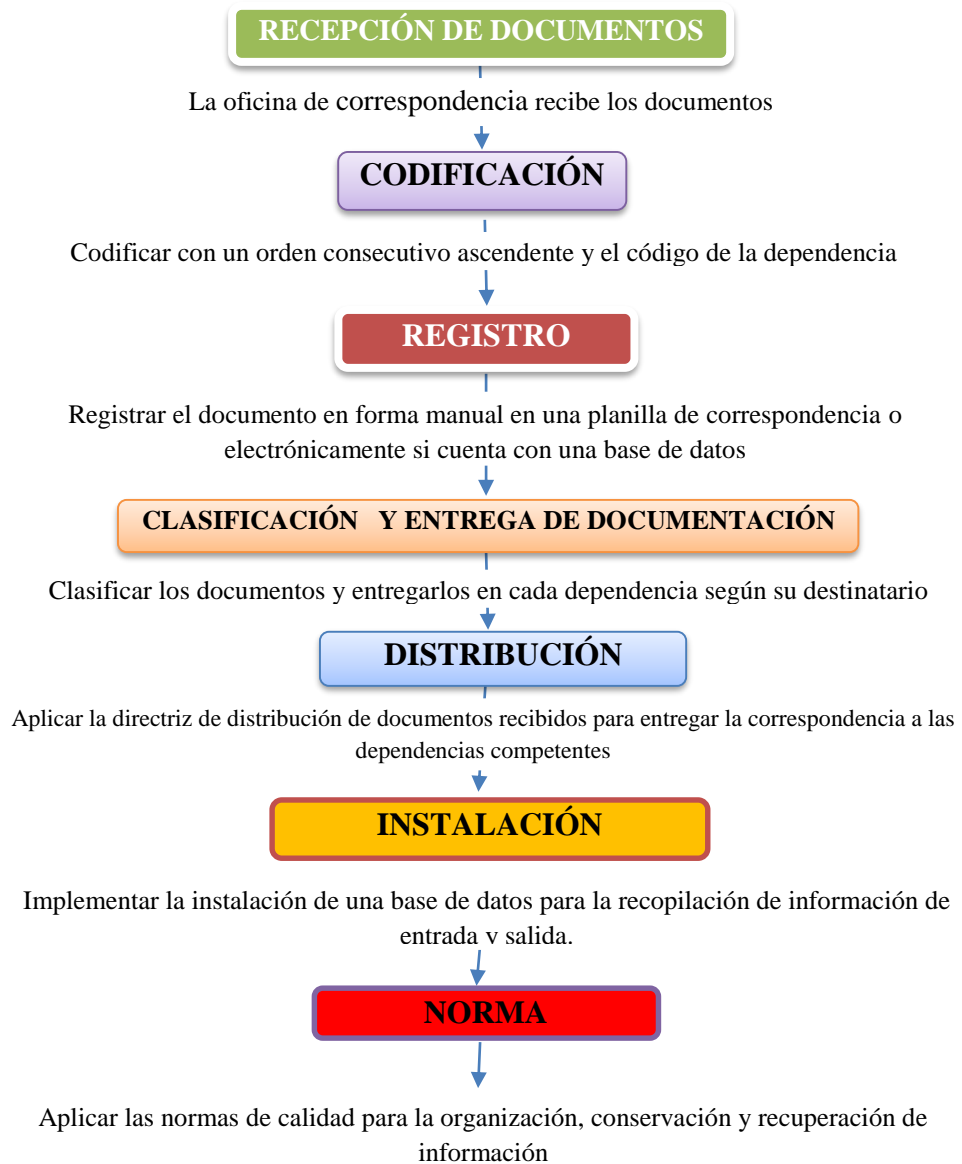 RECEPCIÓN DE DOCUMENTOS
La oficina de correspondencia recibe los documentos
CODIFICACIÓN
Codificar con un orden consecutivo ascendente y el código de la dependencia
REGISTRO
Registrar el documento en forma manual en una planilla de correspondencia o
electrónicamente si cuenta con una base de datos
CLASIFICACIÓN Y ENTREGA DE DOCUMENTACIÓN
Clasificar los documentos y entregarlos en cada dependencia según su destinatario
DISTRIBUCIÓN
Aplicar la directriz de distribución de documentos recibidos para entregar la correspondencia a las
dependencias competentes
INSTALACIÓN
Implementar la instalación de una base de datos para la recopilación de información de
entrada y salida.
NORMA
Aplicar las normas de calidad para la organización, conservación y recuperación de
información